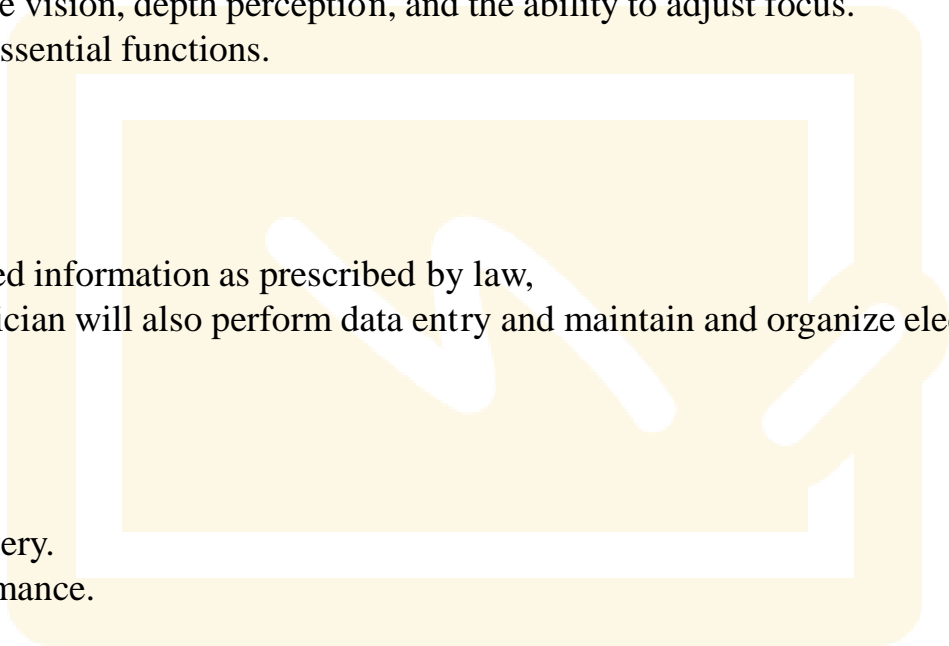 vision, depth perception, and the ability to adjust focus.
ssential functions.
ed information as prescribed by law,
ician will also perform data entry and maintain and organize ele
ery.
mance.